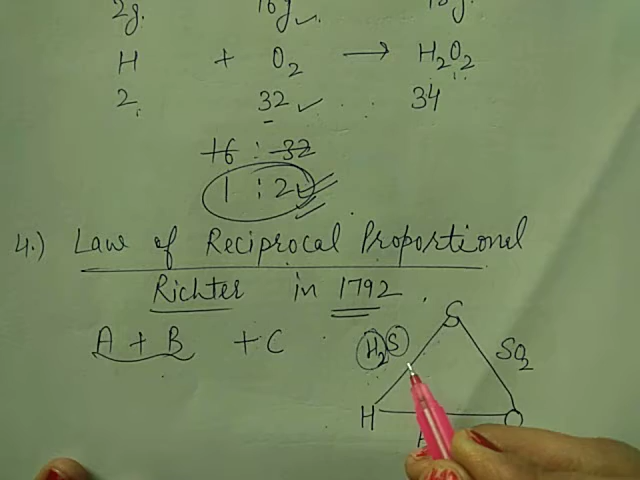 2g. 16g
H + O₂ → H₂O₂
2. 32 34
16 : 32
1 : 2
4.) Law of Reciprocal Proportional
Richter in 1792.
A + B + C
S
H₂S SO₂
H O